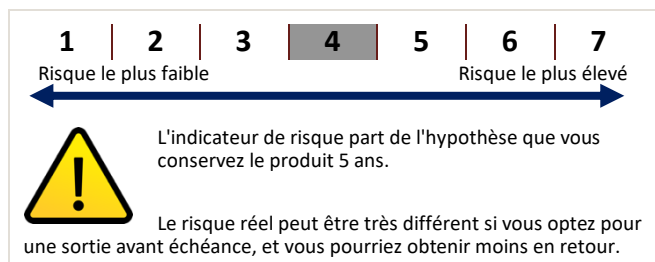 1 2 3 4 5 6 7
Risque le plus faible Risque le plus élevé
L'indicateur de risque part de l'hypothèse que vous
conservez le produit 5 ans.
Le risque réel peut être très différent si vous optez pour
une sortie avant échéance, et vous pourriez obtenir moins en retour.